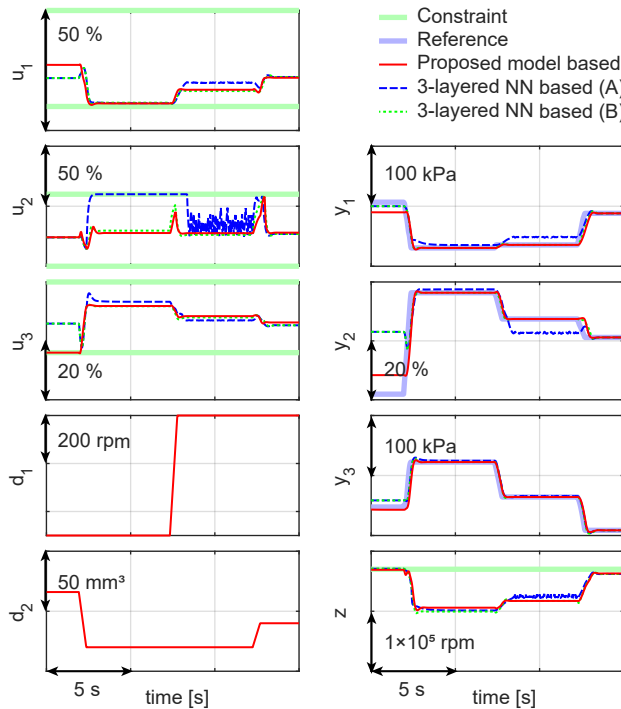 Constraint
Reference
Proposed model based
3-layered NN based (A)
3-layered NN based (B)
u₁
50 %
u₂
50 %
u₃
20 %
d₁
200 rpm
d₂
50 mm³
5 s
time [s]
y₁
100 kPa
y₂
20 %
y₃
100 kPa
z
1×10⁵ rpm
5 s
time [s]